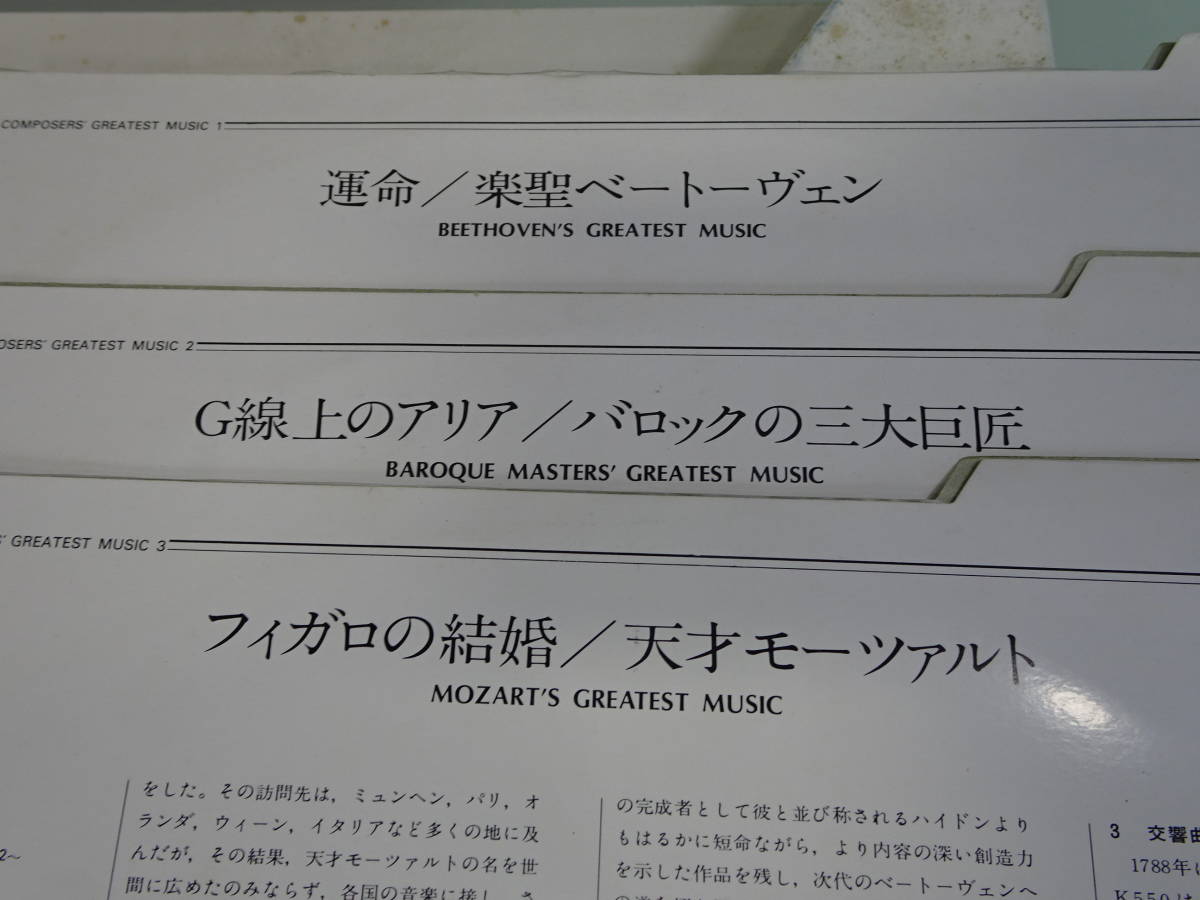 COMPOSERS' GREATEST MUSIC 1
運命／楽聖ベートーヴェン
BEETHOVEN'S GREATEST MUSIC
OSERS' GREATEST MUSIC 2
G線上のアリア／バロックの三大巨匠
BAROQUE MASTERS' GREATEST MUSIC
S' GREATEST MUSIC 3
フィガロの結婚／天才モーツァルト
MOZART'S GREATEST MUSIC
2〜
をした。その訪問先は，ミュンヘン，パリ，オ
ランダ，ウィーン，イタリアなど多くの地に及
んだが，その結果，天才モーツァルトの名を世
間に広めたのみならず，各国の音楽に接し，さ
の完成者として彼と並び称されるハイドンより
もはるかに短命ながら，より内容の深い創造力
を示した作品を残し，次代のベートーヴェンへ
3 交響曲
1788年に
K550は